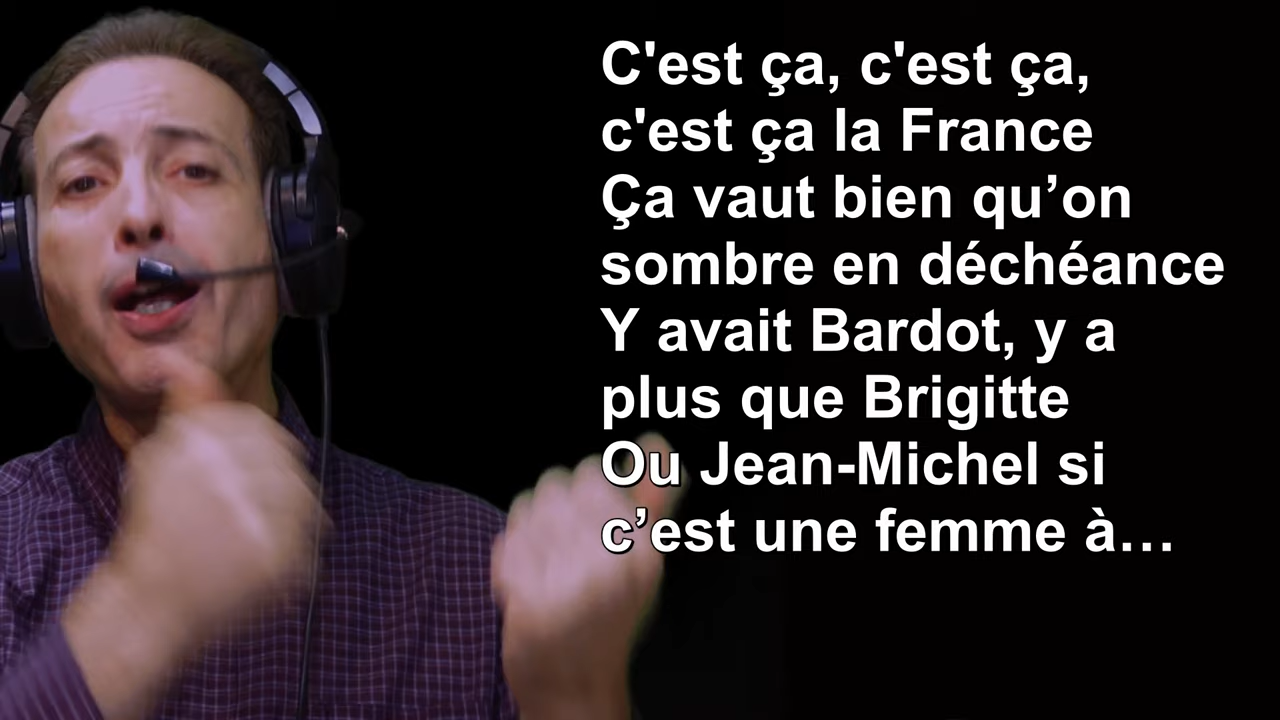 C'est ça, c'est ça,
c'est ça la France
Ça vaut bien qu’on
sombre en déchéance
Y avait Bardot, y a
plus que Brigitte
Ou Jean-Michel si
c’est une femme à…